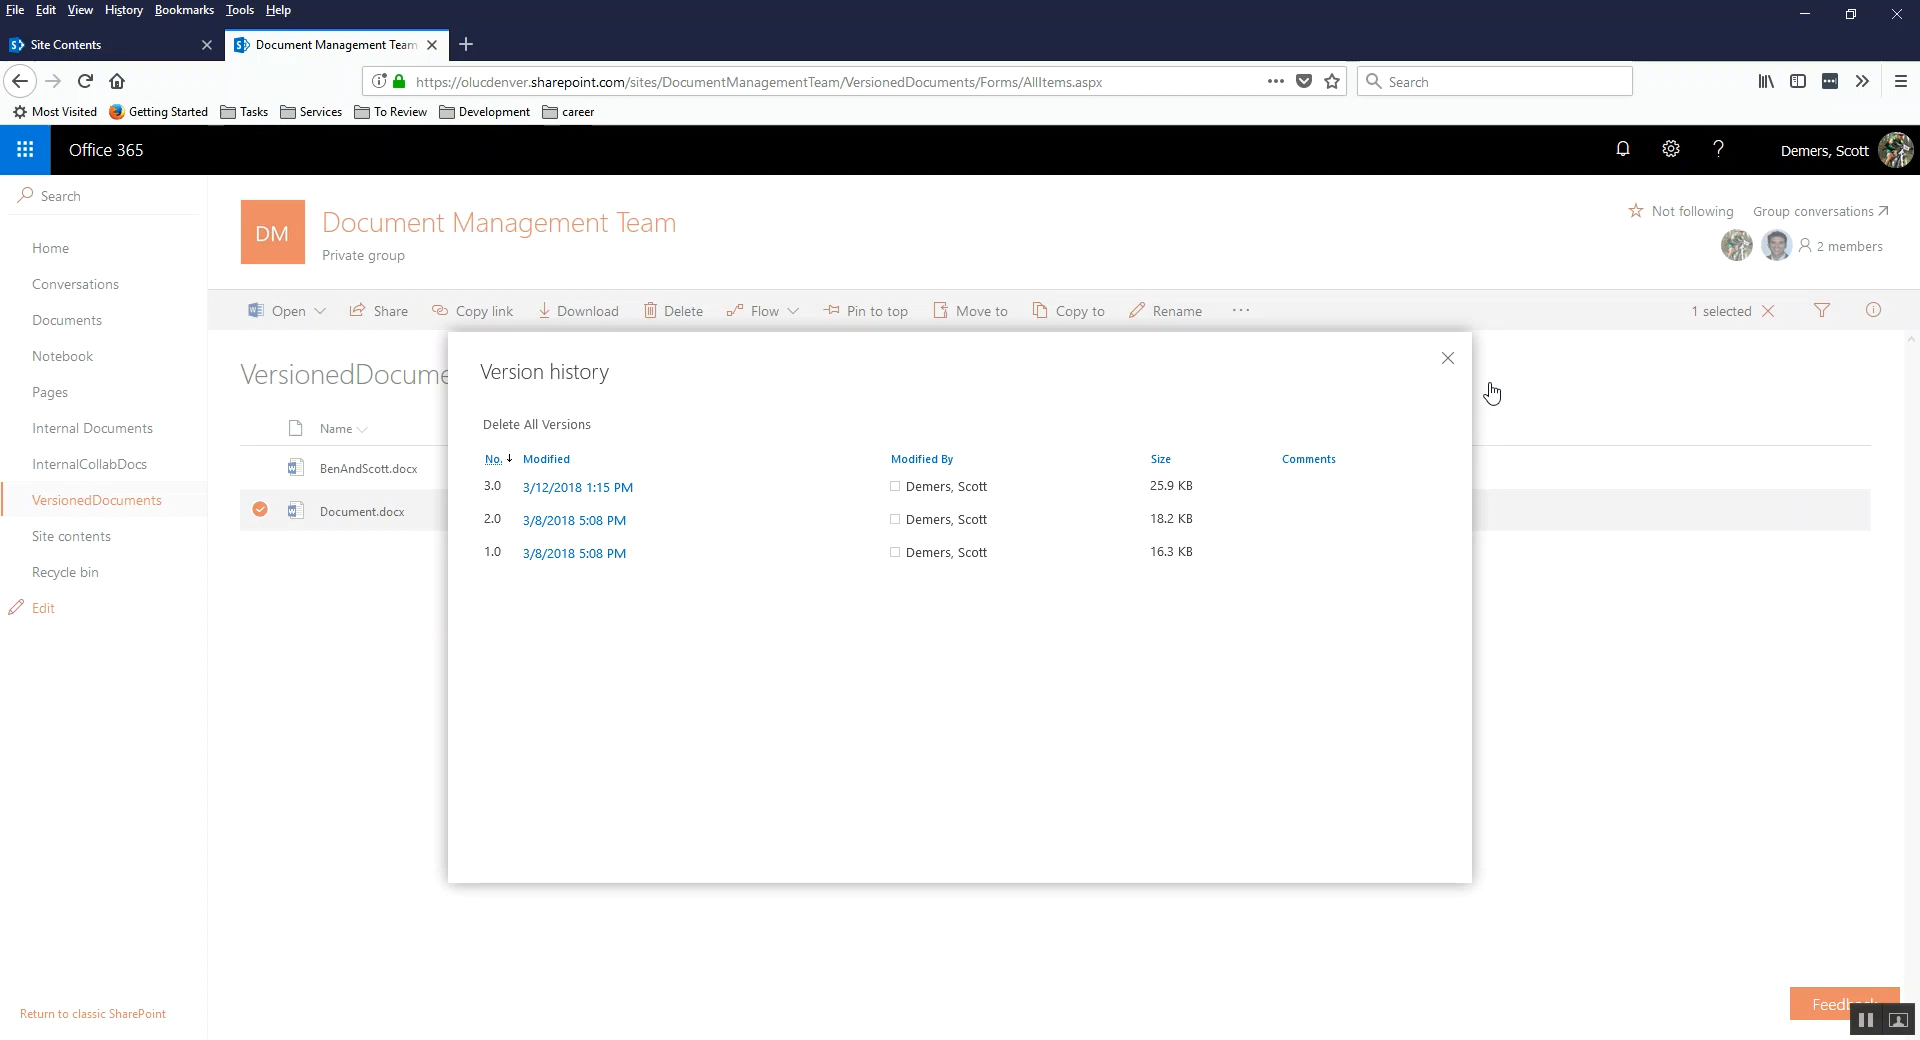 File Edit View History Bookmarks Tools Help
Site Contents
Document Management Team
https://olucdenver.sharepoint.com/sites/DocumentManagementTeam/VersionedDocuments/Forms/AllItems.aspx
Search
Most Visited Getting Started Tasks Services To Review Development career
Office 365
? Demers, Scott
Search
Home
Conversations
Documents
Notebook
Pages
Internal Documents
InternalCollabDocs
VersionedDocuments
Site contents
Recycle bin
Edit
Return to classic SharePoint
DM
Document Management Team
Private group
Not following Group conversations
2 members
Open Share Copy link Download Delete Flow Pin to top Move to Copy to Rename ... 1 selected
VersionedDocume
Name
BenAndScott.docx
Document.docx
Version history
Delete All Versions
No. Modified Modified By Size Comments
3.0 3/12/2018 1:15 PM Demers, Scott 25.9 KB
2.0 3/8/2018 5:08 PM Demers, Scott 18.2 KB
1.0 3/8/2018 5:08 PM Demers, Scott 16.3 KB